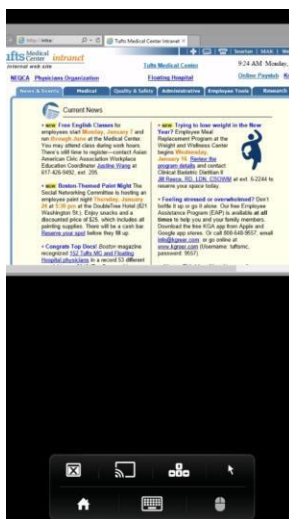 Tufts Medical Center Intranet
ufts Medical Center intranet
Internet web site
Tufts Medical Center
9:24 AM Monday,
NEQCA Physicians Organization
Floating Hospital
Online Paystub
News & Events Medical Quality & Safety Administrative Employee Tools Research
Current News
• NEW Free English Classes for
employees start Monday, January 7 and
run through June at the Medical Center.
You may attend class during work hours.
There's still time to register—contact Asian
American Civic Association Workplace
Education Coordinator Justine Wang at
617-426-9492, ext. 205.
• NEW Boston-Themed Paint Night The
Social Networking Committee is hosting an
employee paint night Thursday, January
24 at 5:30 pm at the DoubleTree Hotel (821
Washington St.). Enjoy snacks and a
discounted price of $25, which includes all
painting supplies. There will be a cash bar
Reserve your spot before they fill up.
• Congrats Top Docs! Boston magazine
recognized 152 Tufts MC and Floating
Hospital physicians in a record 53 different
• NEW Trying to lose weight in the New
Year? Employee Meal
Replacement Program at the
Weight and Wellness Center
begins Wednesday,
January 16. Review the
program details and contact
Clinical Bariatric Dietitian II
Jill Reece, RD, LDN, CSOWM at ext. 6-2244 to
reserve your space today.
• Feeling stressed or overwhelmed? Don't
bottle it up or go it alone. Our free Employee
Assistance Program (EAP) is available at all
times to help you and your family members.
Download the free KGA app from Apple and
Google app stores. Or call 800-648-9557, email
info@kgreer.com, or go online at
www.kgreer.com (Username: tuftsmc,
password: 9557).